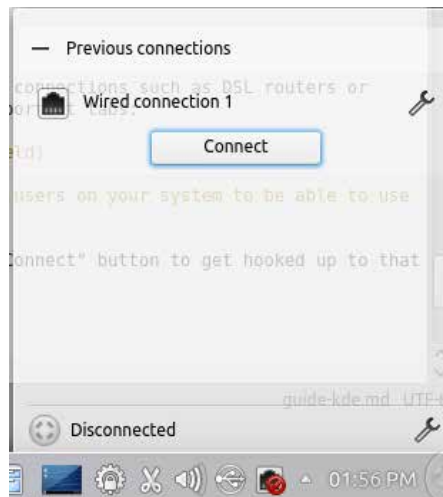 — Previous connections
connections such as DSL routers or
Wired connection 1
Connect
users on your system to be able to use
onnect" button to get hooked up to that
guide-kde.md UTF-
Disconnected
01:56 PM